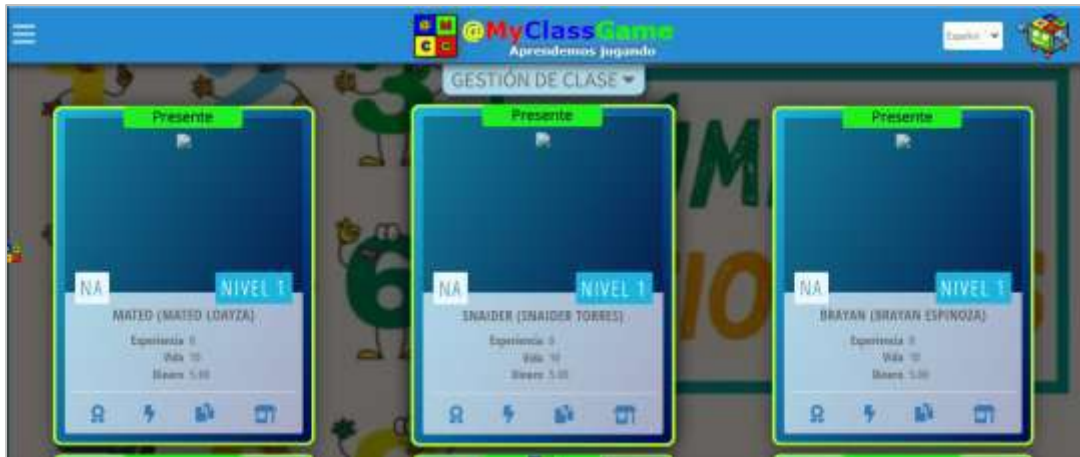 @MyClassGame
Aprendemos Jugando
Español
GESTIÓN DE CLASE
Presente
Presente
Presente
NA
NIVEL 1
NA
NIVEL 1
NA
NIVEL 1
MATEO (MATEO LOAYZA)
SNAIDER (SNAIDER TORRES)
BRAYAN (BRAYAN ESPINOZA)
Experiencia 0
Vida 10
Dinero 5.00
Experiencia 0
Vida 10
Dinero 5.00
Experiencia 0
Vida 10
Dinero 5.00